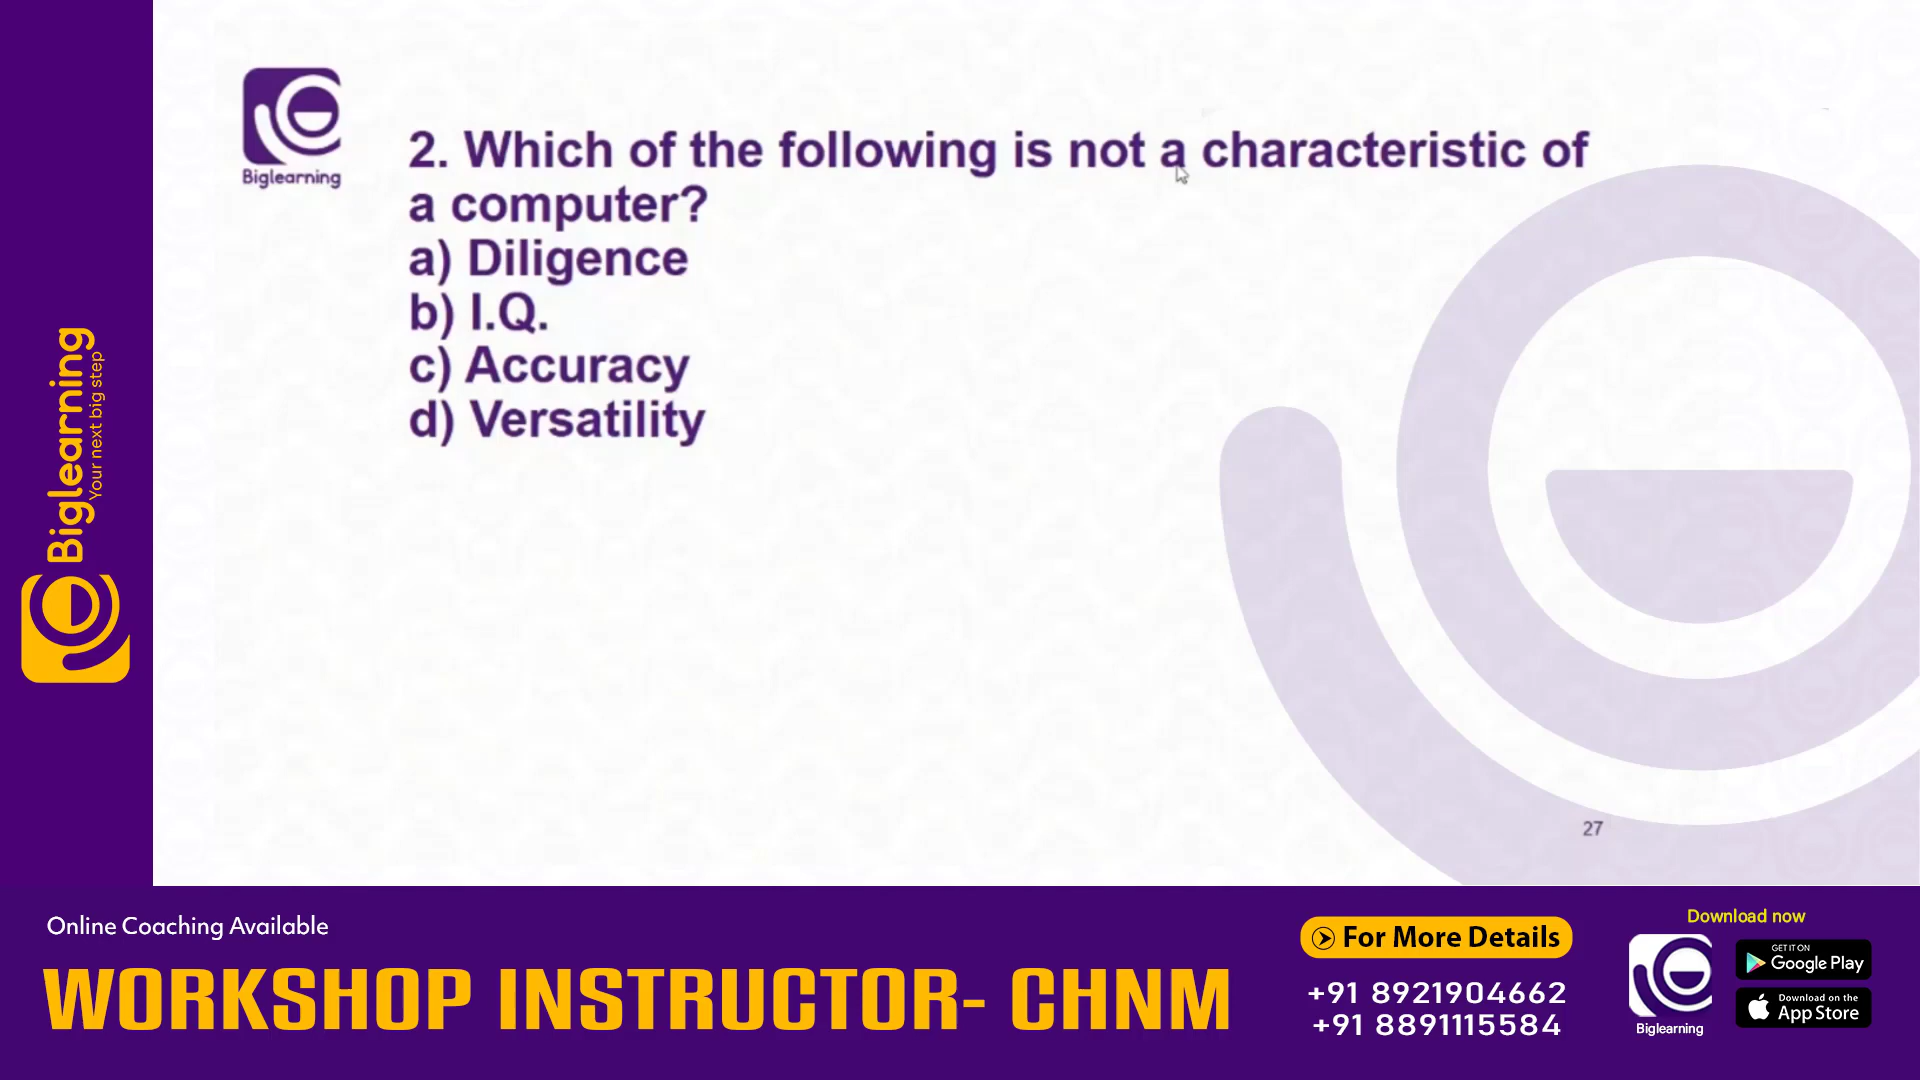 Biglearning
2. Which of the following is not a characteristic of
a computer?
a) Diligence
b) I.Q.
c) Accuracy
d) Versatility
27
Biglearning
Your next big step
Online Coaching Available
WORKSHOP INSTRUCTOR- CHNM
For More Details
+91 8921904662
+91 8891115584
Download now
Biglearning
GET IT ON
Google Play
Download on the
App Store